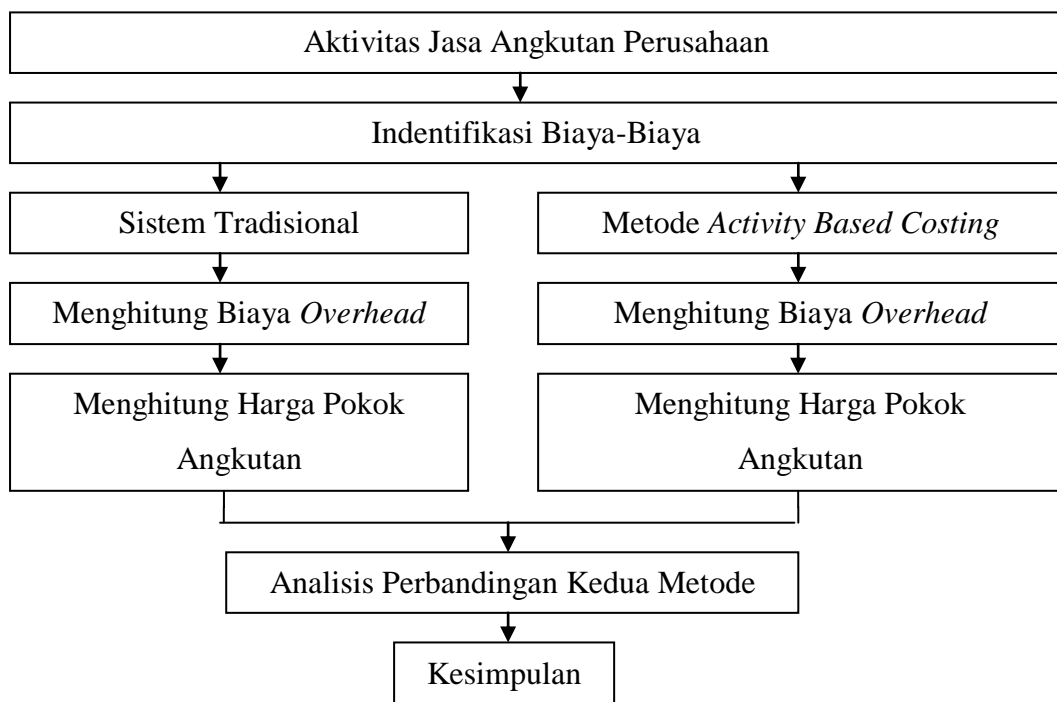 Aktivitas Jasa Angkutan Perusahaan
Indentifikasi Biaya-Biaya
Sistem Tradisional
Metode Activity Based Costing
Menghitung Biaya Overhead
Menghitung Biaya Overhead
Menghitung Harga Pokok
Angkutan
Menghitung Harga Pokok
Angkutan
Analisis Perbandingan Kedua Metode
Kesimpulan